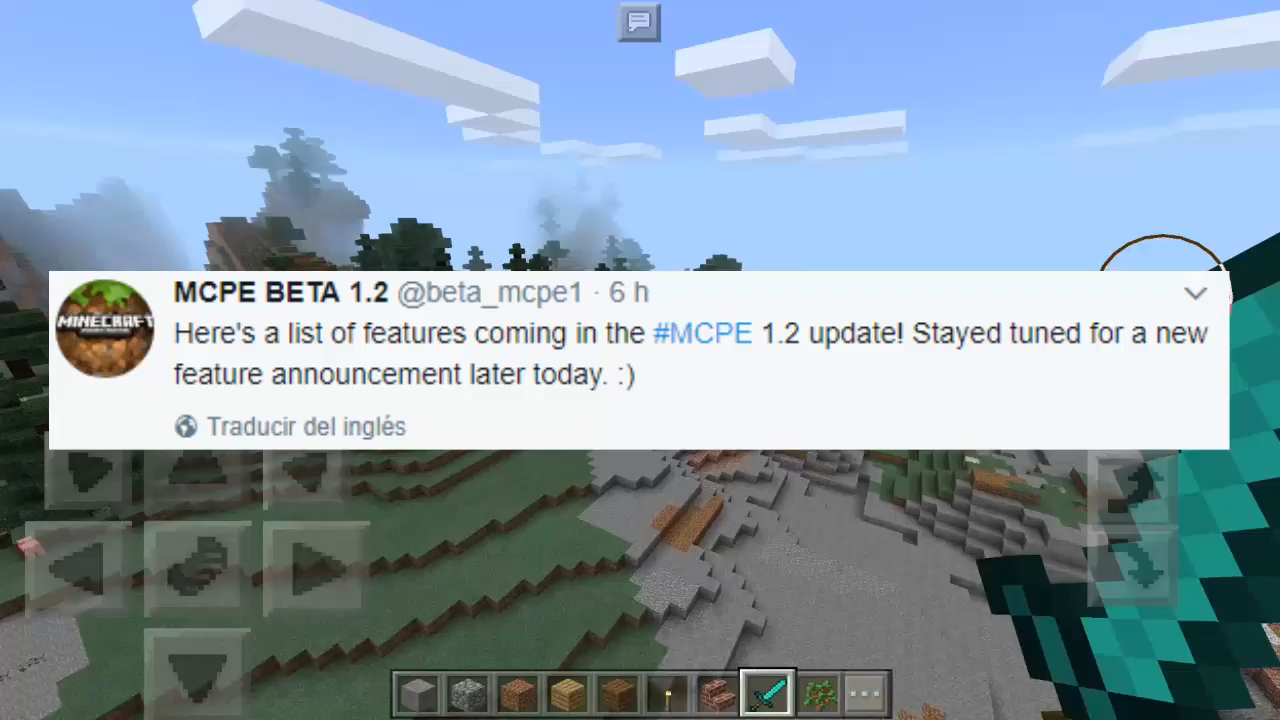 MCPE BETA 1.2 @beta_mcpe1 · 6 h
Here's a list of features coming in the #MCPE 1.2 update! Stayed tuned for a new
feature announcement later today. :)
Traducir del inglés
MINECRAFT